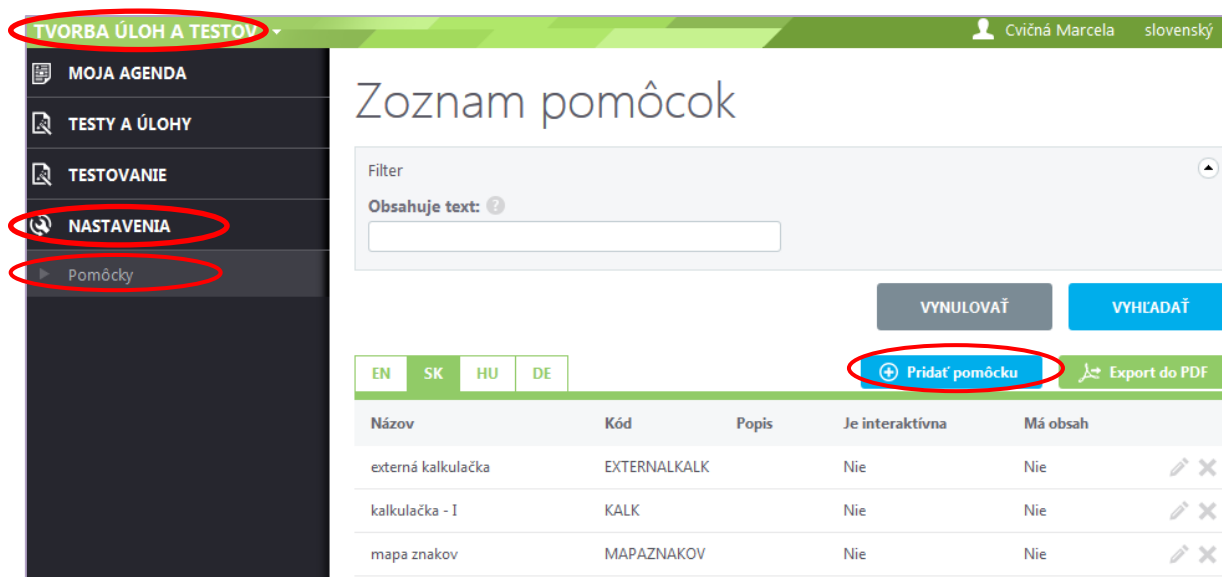 TVORBA ÚLOH A TESTOV
Cvičná Marcela slovenský
MOJA AGENDA
TESTY A ÚLOHY
TESTOVANIE
NASTAVENIA
Pomôcky
Zoznam pomôcok
Filter
Obsahuje text: ?
VYNULOVAŤ VYHĽADAŤ
EN SK HU DE Pridať pomôcku Export do PDF
Názov Kód Popis Je interaktívna Má obsah
externá kalkulačka EXTERNALKALK Nie Nie
kalkulačka - I KALK Nie Nie
mapa znakov MAPAZNAKOV Nie Nie